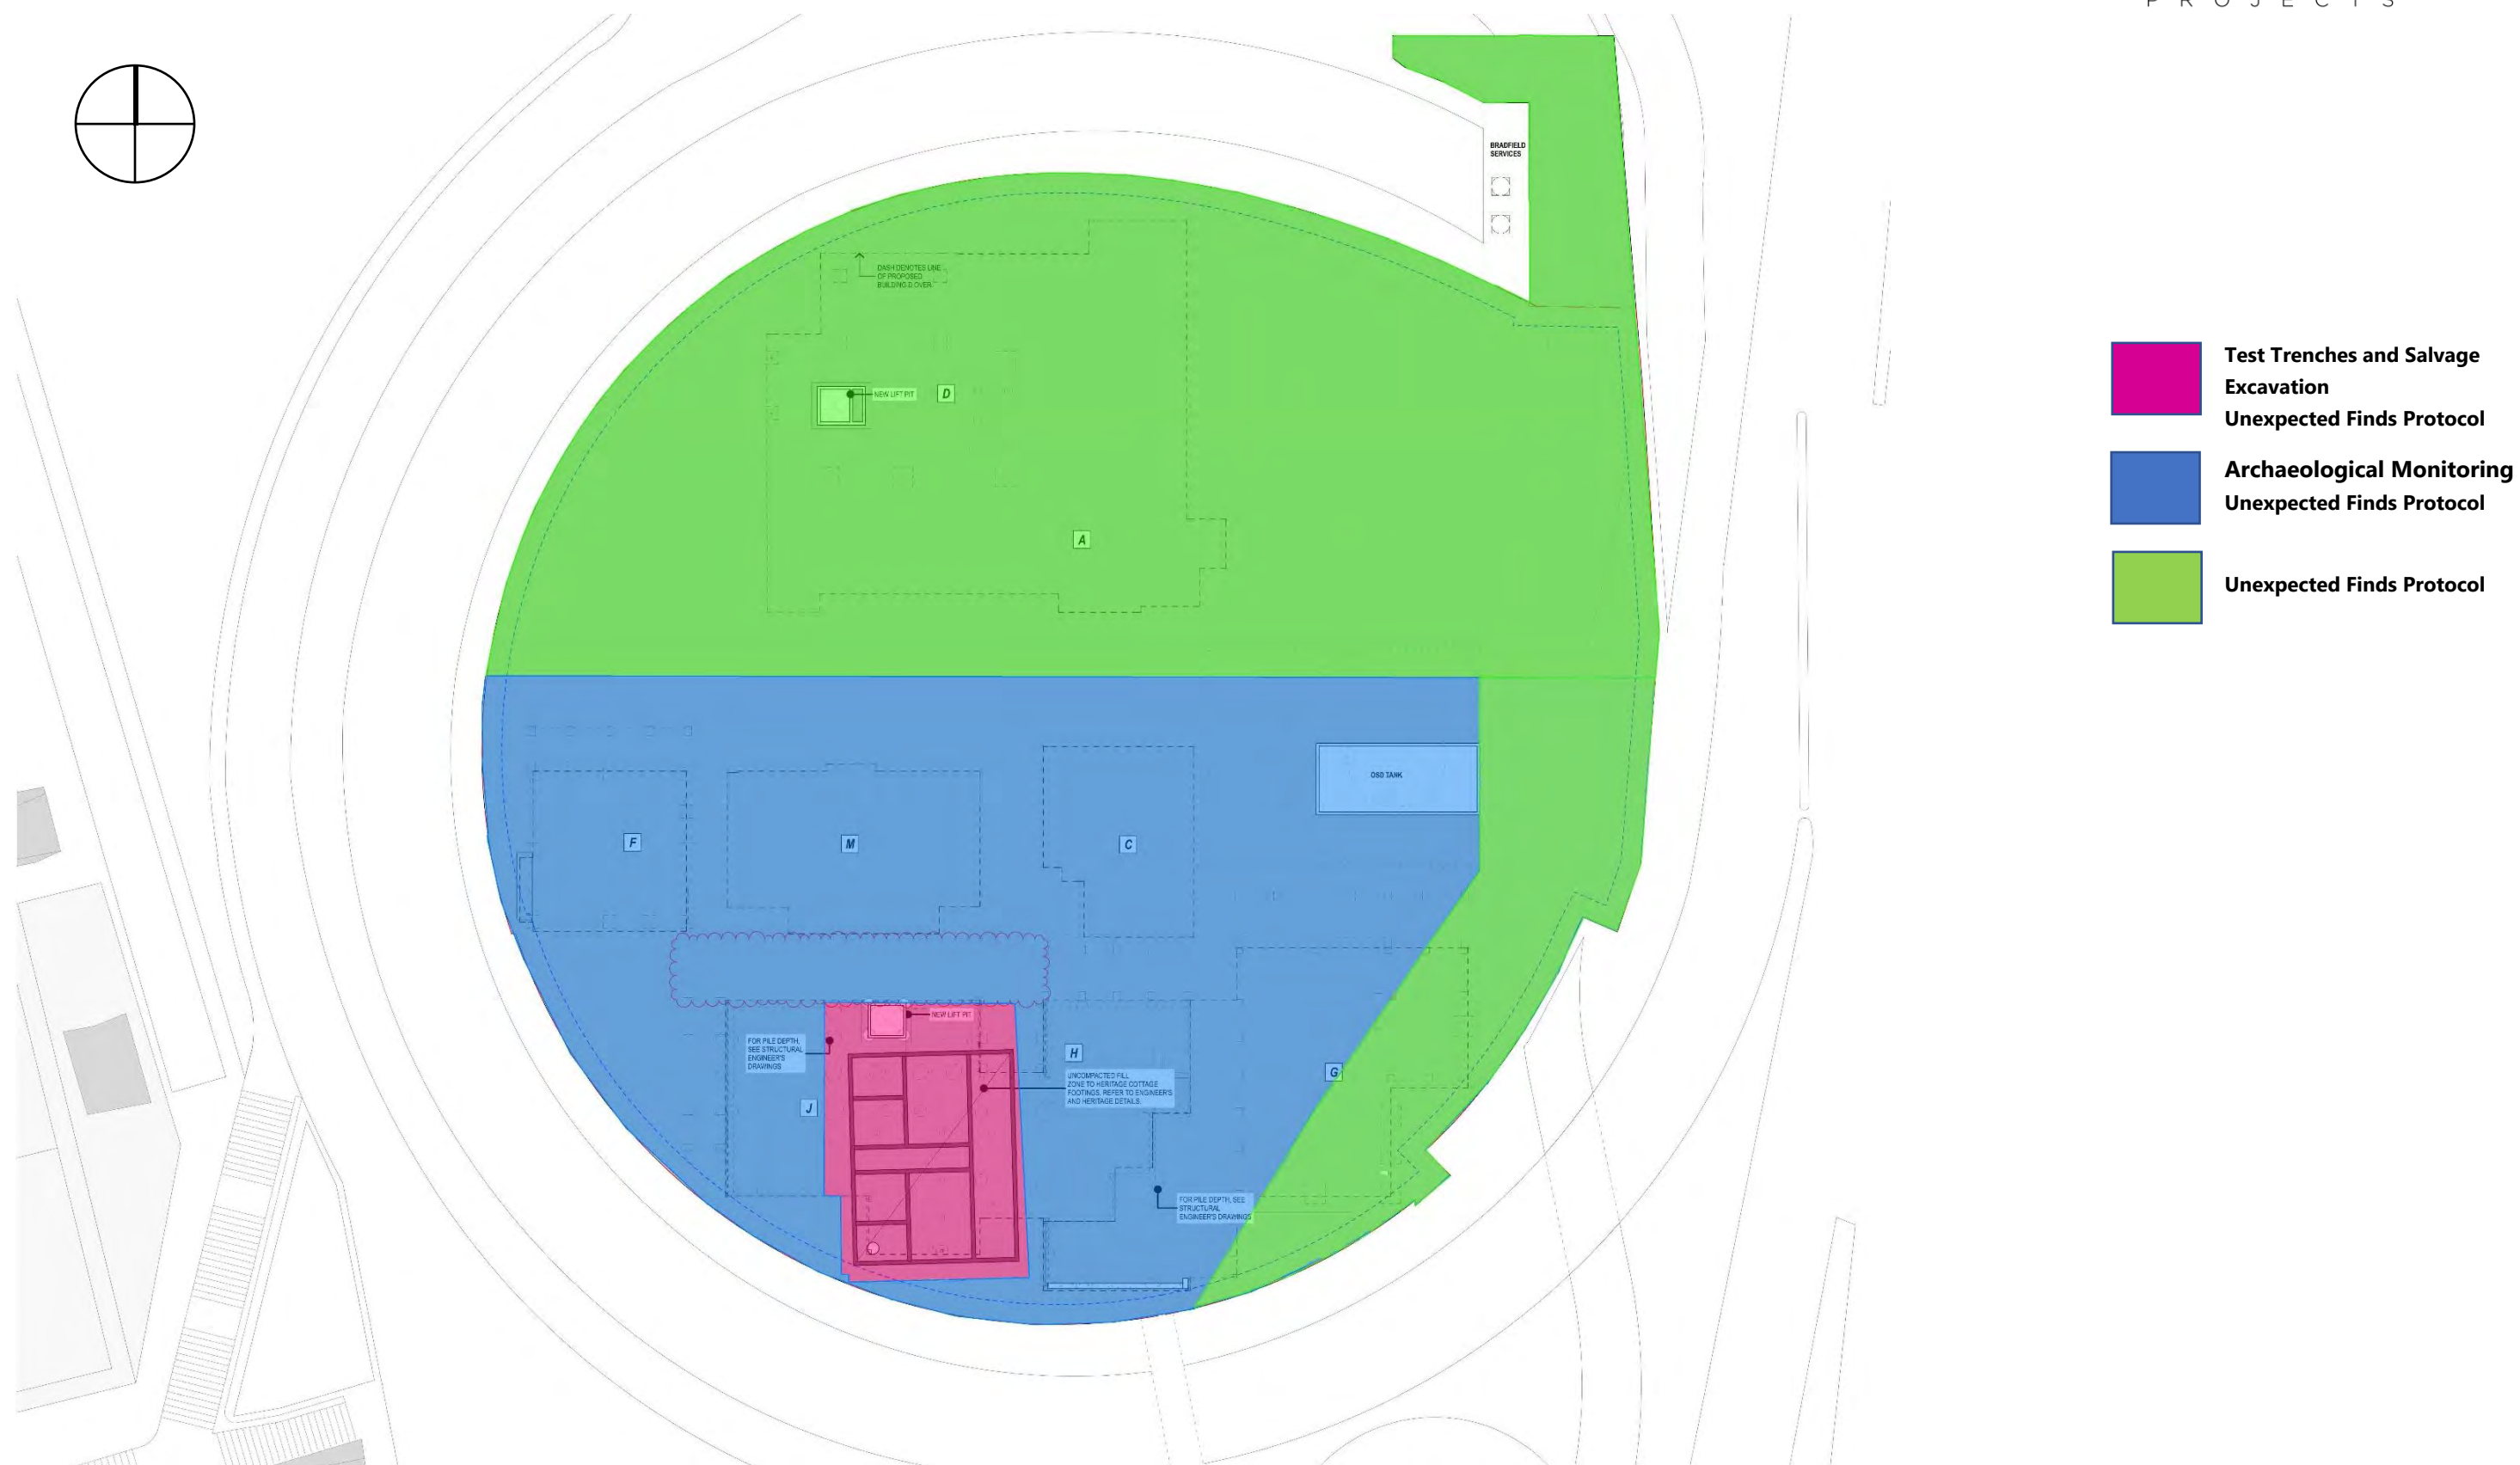 PROJECTS
BRADFIELD
SERVICES
DASH DENOTES LINE
OF PROPOSED
BUILDING D OVER
NEW LIFT PIT
D
A
Test Trenches and Salvage
Excavation
Unexpected Finds Protocol
Archaeological Monitoring
Unexpected Finds Protocol
Unexpected Finds Protocol
OSD TANK
F
M
C
NEW LIFT PIT
FOR PILE DEPTH,
SEE STRUCTURAL
ENGINEER'S
DRAWINGS
H
UNCOMPACTED FILL
ZONE TO HERITAGE COTTAGE
FOOTINGS, REFER TO ENGINEER'S
AND HERITAGE DETAILS.
G
J
FOR PILE DEPTH, SEE
STRUCTURAL
ENGINEER'S DRAWINGS